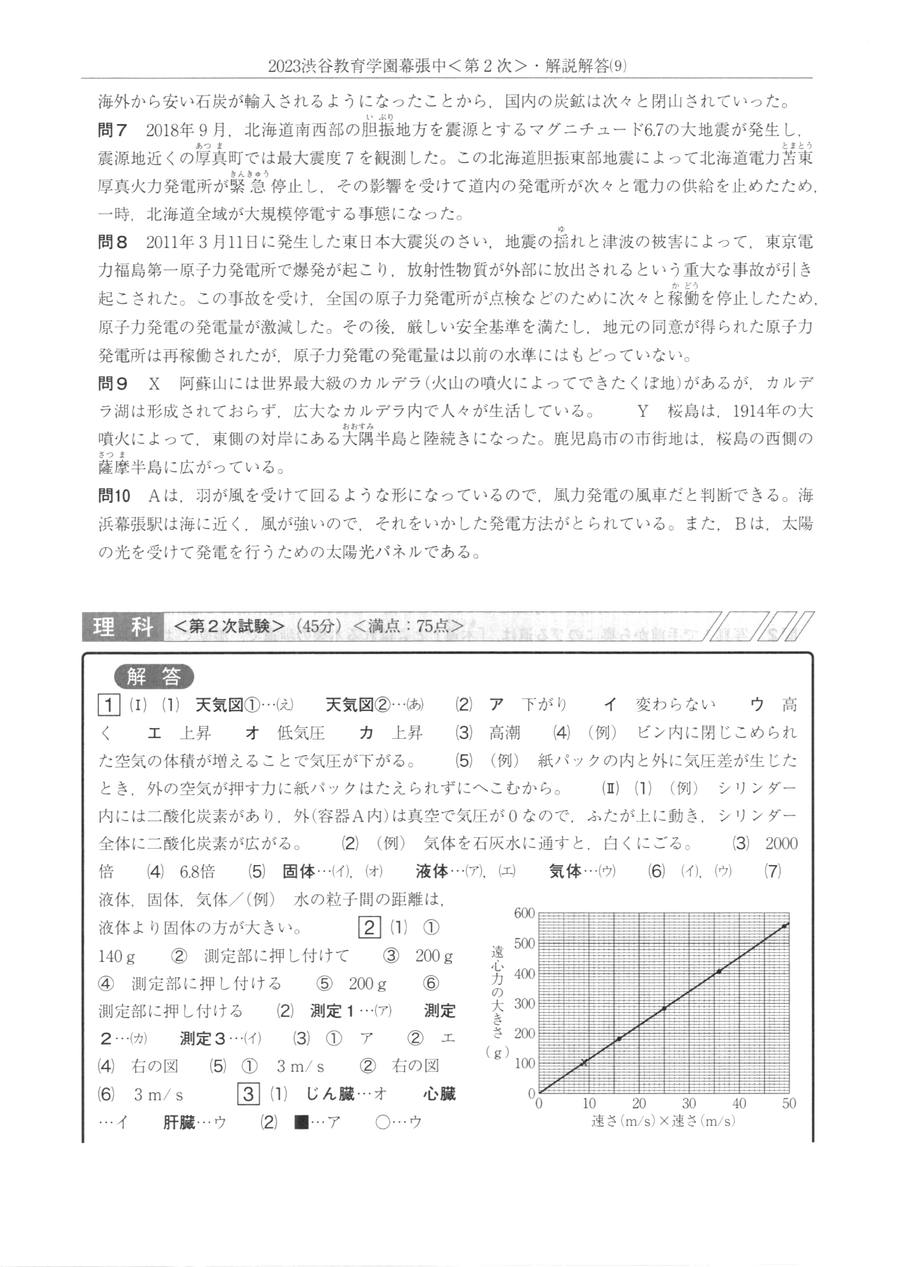 2023渋谷教育学園幕張中＜第２次＞・解説解答(9)
海外から安い石炭が輸入されるようになったことから，国内の炭鉱は次々と閉山されていった。
問７　2018年９月，北海道南西部の胆振地方を震源とするマグニチュード6.7の大地震が発生し，
い　ぶり
震源地近くの厚真町では最大震度７を観測した。この北海道胆振東部地震によって北海道電力苫東
あつ　ま
とまとう
厚真火力発電所が緊急停止し，その影響を受けて道内の発電所が次々と電力の供給を止めたため，
きんきゅう
一時，北海道全域が大規模停電する事態になった。
問８　2011年３月11日に発生した東日本大震災のさい，地震の揺れと津波の被害によって，東京電
ゆ
力福島第一原子力発電所で爆発が起こり，放射性物質が外部に放出されるという重大な事故が引き
起こされた。この事故を受け，全国の原子力発電所が点検などのために次々と稼働を停止したため，
か　どう
原子力発電の発電量が激減した。その後，厳しい安全基準を満たし，地元の同意が得られた原子力
発電所は再稼働されたが，原子力発電の発電量は以前の水準にはもどっていない。
問９　Ｘ　阿蘇山には世界最大級のカルデラ(火山の噴火によってできたくぼ地)があるが，カルデ
ラ湖は形成されておらず，広大なカルデラ内で人々が生活している。　　Ｙ　桜島は，1914年の大
噴火によって，東側の対岸にある大隅半島と陸続きになった。鹿児島市の市街地は，桜島の西側の
おおすみ
薩摩半島に広がっている。
さつ　ま
問10　Ａは，羽が風を受けて回るような形になっているので，風力発電の風車だと判断できる。海
浜幕張駅は海に近く，風が強いので，それをいかした発電方法がとられている。また，Ｂは，太陽
の光を受けて発電を行うための太陽光パネルである。
理　科　＜第２次試験＞（45分）＜満点：75点＞
解　答
1　(Ⅰ)　(1)　天気図①…(え)　　天気図②…(あ)　　(2)　ア　下がり　　イ　変わらない　　ウ　高
く　　エ　上昇　　オ　低気圧　　カ　上昇　　(3)　高潮　　(4)　(例)　ビン内に閉じこめられ
た空気の体積が増えることで気圧が下がる。　　(5)　(例)　紙パックの内と外に気圧差が生じた
とき，外の空気が押す力に紙パックはたえられずにへこむから。　　(Ⅱ)　(1)　(例)　シリンダー
内には二酸化炭素があり，外(容器Ａ内)は真空で気圧が０なので，ふたが上に動き，シリンダー
全体に二酸化炭素が広がる。　　(2)　(例)　気体を石灰水に通すと，白くにごる。　　(3)　2000
倍　　(4)　6.8倍　　(5)　固体…(イ)，(オ)　　液体…(ア)，(エ)　　気体…(ウ)　　(6)　(イ)，(ウ)　　(7)
液体，固体，気体／(例)　水の粒子間の距離は，
液体より固体の方が大きい。　　2　(1)　①
140ｇ　　②　測定部に押し付けて　　③　200ｇ
④　測定部に押し付ける　　⑤　200ｇ　　⑥
測定部に押し付ける　　(2)　測定１…(ア)　　測定
２…(カ)　　測定３…(イ)　　(3)　①　ア　　②　エ
(4)　右の図　　(5)　①　３m/s　　②　右の図
(6)　３m/s　　3　(1)　じん臓…オ　　心臓
…イ　　肝臓…ウ　　(2)　■…ア　　○…ウ
遠心力の大きさ
(ｇ)
600
500
400
300
200
100
0
0　10　20　30　40　50
速さ(m/s)×速さ(m/s)